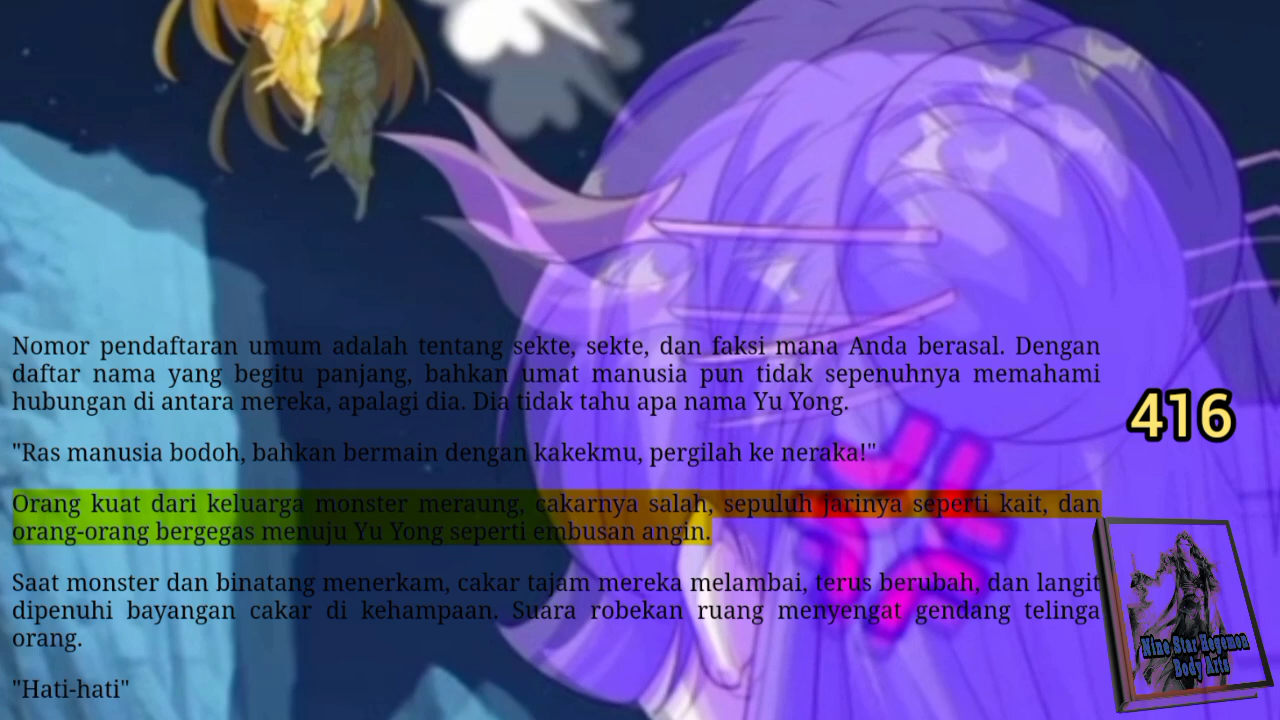 Nomor pendaftaran umum adalah tentang sekte, sekte, dan faksi mana Anda berasal. Dengan
daftar nama yang begitu panjang, bahkan umat manusia pun tidak sepenuhnya memahami
hubungan di antara mereka, apalagi dia. Dia tidak tahu apa nama Yu Yong.
"Ras manusia bodoh, bahkan bermain dengan kakekmu, pergilah ke neraka!"
Orang kuat dari keluarga monster meraung, cakarnya salah, sepuluh jarinya seperti kait, dan
orang-orang bergegas menuju Yu Yong seperti embusan angin.
Saat monster dan binatang menerkam, cakar tajam mereka melambai, terus berubah, dan langit
dipenuhi bayangan cakar di kehampaan. Suara robekan ruang menyengat gendang telinga
orang.
"Hati-hati"
416
Nine Star Hegemon
Body Arts